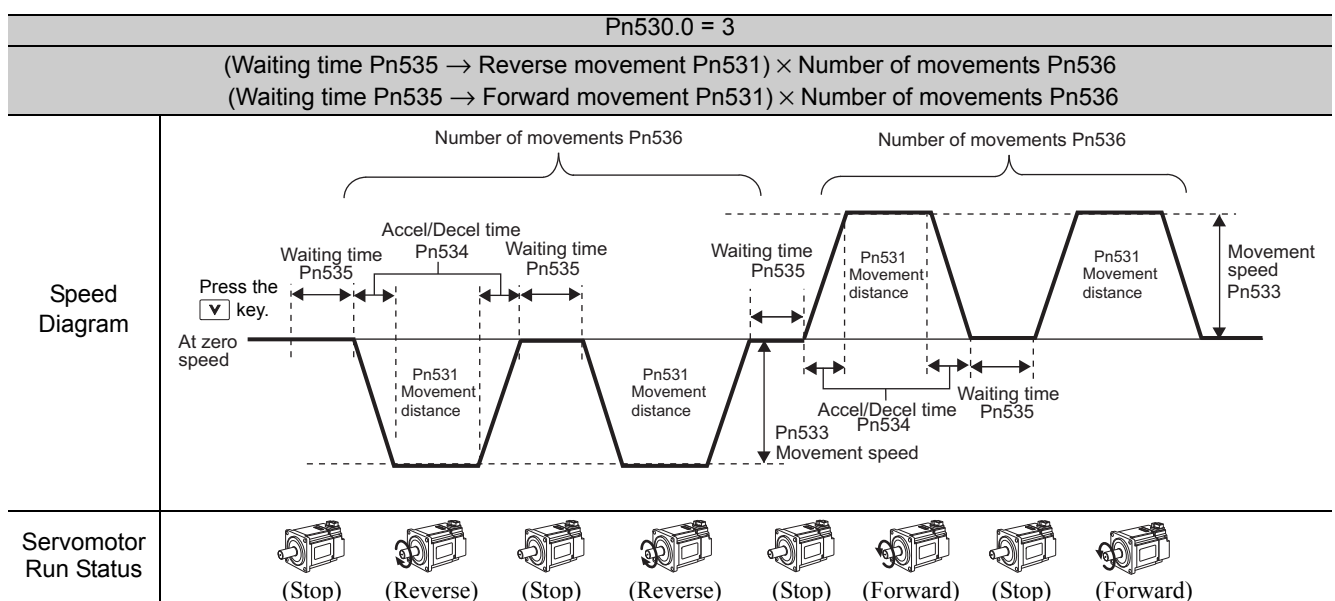 Pn530.0 = 3
(Waiting time Pn535 → Reverse movement Pn531) × Number of movements Pn536
(Waiting time Pn535 → Forward movement Pn531) × Number of movements Pn536
Speed
Diagram
Number of movements Pn536
Number of movements Pn536
Press the
∨ key.
At zero
speed
Waiting time
Pn535
Accel/Decel time
Pn534
Waiting time
Pn535
Waiting time
Pn535
Pn531
Movement
distance
Pn531
Movement
distance
Movement
speed
Pn533
Pn531
Movement
distance
Pn531
Movement
distance
Pn533
Movement speed
Accel/Decel time
Pn534
Waiting time
Pn535
Servomotor
Run Status
(Stop)
(Reverse)
(Stop)
(Reverse)
(Stop)
(Forward)
(Stop)
(Forward)